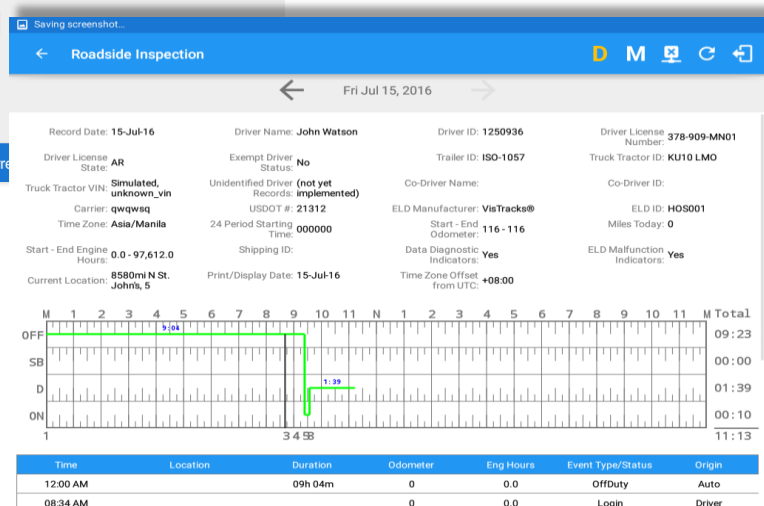 Saving screenshot...
Roadside Inspection D M
Fri Jul 15, 2016
Record Date: 15-Jul-16 Driver Name: John Watson Driver ID: 1250936 Driver License Number: 378-909-MN01
Driver License State: AR Exempt Driver Status: No Trailer ID: ISO-1057 Truck Tractor ID: KU10 LMO
Truck Tractor VIN: Simulated, unknown_vin Unidentified Driver Records: (not yet implemented) Co-Driver Name: Co-Driver ID:
Carrier: qwqwsq USDOT #: 21312 ELD Manufacturer: VisTracks® ELD ID: HOS001
Time Zone: Asia/Manila 24 Period Starting Time: 000000 Start - End Odometer: 116 - 116 Miles Today: 0
Start - End Engine Hours: 0.0 - 97,612.0 Shipping ID: Data Diagnostic Indicators: Yes ELD Malfunction Indicators: Yes
Current Location: 8580mi N St. John's, 5 Print/Display Date: 15-Jul-16 Time Zone Offset from UTC: +08:00
M 1 2 3 4 5 6 7 8 9 10 11 N 1 2 3 4 5 6 7 8 9 10 11 M Total
9:04
OFF 09:23
SB 00:00
1:39
D 01:39
ON 00:10
1 3 4 5 8 11:13
Time Location Duration Odometer Eng Hours Event Type/Status Origin
12:00 AM 09h 04m 0 0.0 OffDuty Auto
08:34 AM 0 0.0 Login Driver